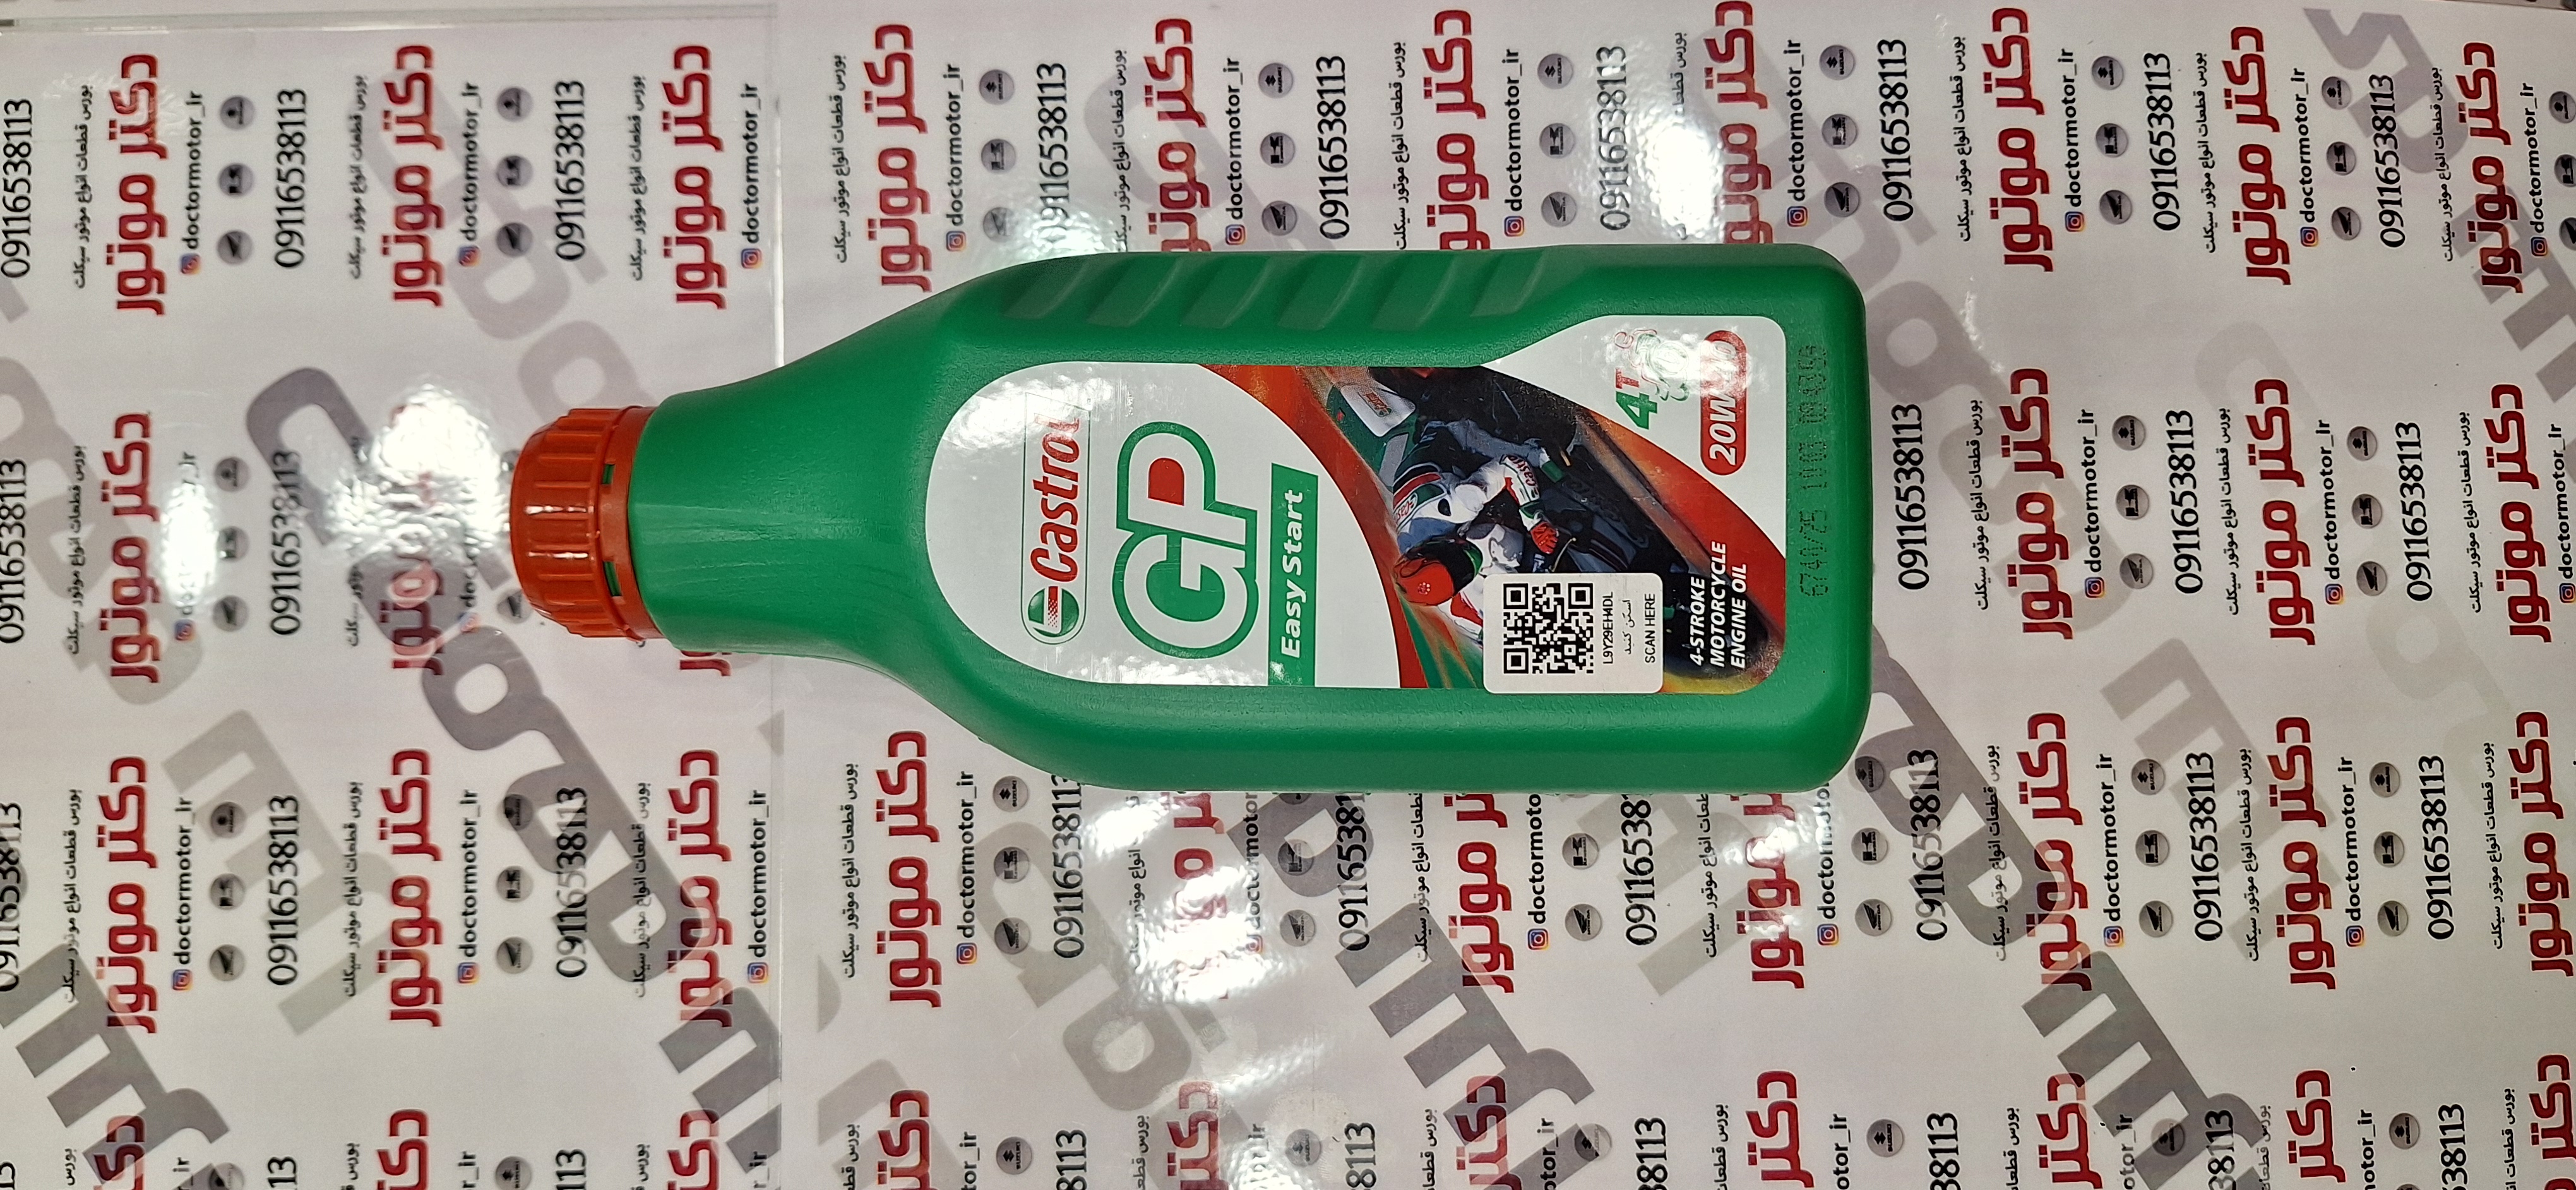 Castrol
GP
Easy Start
4T
L9Y29EH4DL
اسکن کنید
SCAN HERE
4-STROKE
MOTORCYCLE
ENGINE OIL
بورس قطعات انواع موتور سیکلت
دکتر موتور
doctormotor_ir
SUZUKI
09116538113